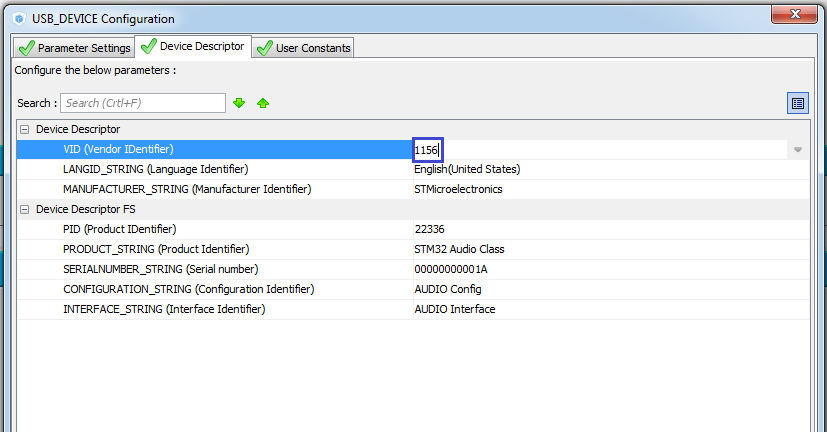 USB_DEVICE Configuration
Parameter Settings Device Descriptor User Constants
Configure the below parameters :
Search : Search (Crtl+F)
Device Descriptor
VID (Vendor IDentifier) 1156
LANGID_STRING (Language Identifier) English(United States)
MANUFACTURER_STRING (Manufacturer Identifier) STMicroelectronics
Device Descriptor FS
PID (Product IDentifier) 22336
PRODUCT_STRING (Product Identifier) STM32 Audio Class
SERIALNUMBER_STRING (Serial number) 00000000001A
CONFIGURATION_STRING (Configuration Identifier) AUDIO Config
INTERFACE_STRING (Interface Identifier) AUDIO Interface